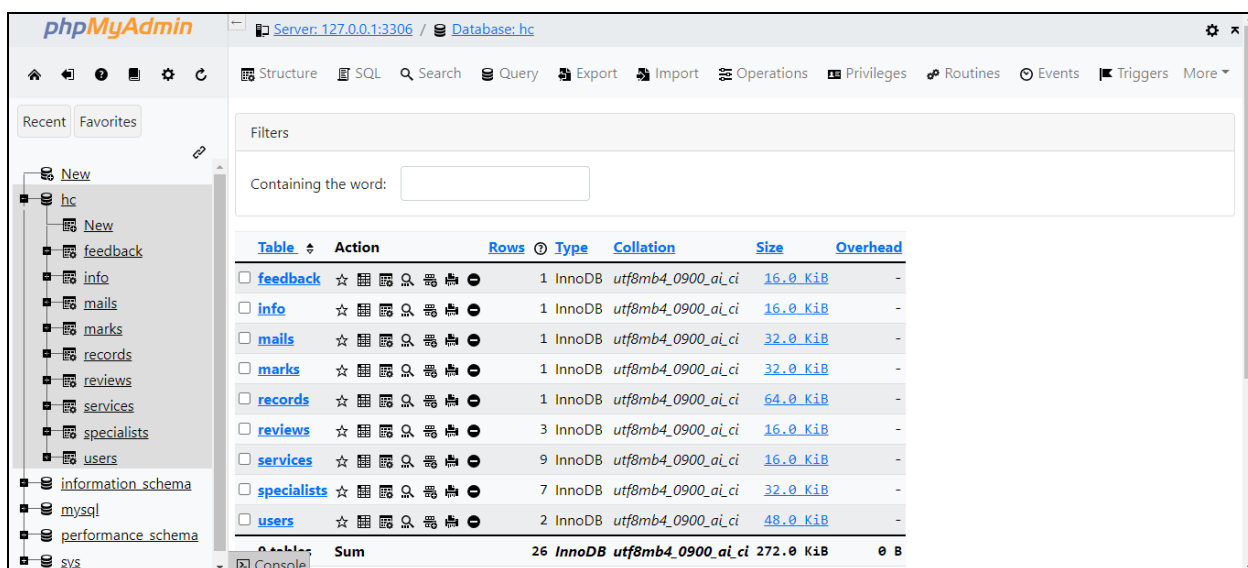 phpMyAdmin
Server: 127.0.0.1:3306 / Database: hc
Structure SQL Search Query Export Import Operations Privileges Routines Events Triggers More
Recent Favorites
New
hc
New
feedback
info
mails
marks
records
reviews
services
specialists
users
information_schema
mysql
performance_schema
sys
Filters
Containing the word:
Table Action Rows Type Collation Size Overhead
feedback 1 InnoDB utf8mb4_0900_ai_ci 16.0 KiB -
info 1 InnoDB utf8mb4_0900_ai_ci 16.0 KiB -
mails 1 InnoDB utf8mb4_0900_ai_ci 32.0 KiB -
marks 1 InnoDB utf8mb4_0900_ai_ci 32.0 KiB -
records 1 InnoDB utf8mb4_0900_ai_ci 64.0 KiB -
reviews 3 InnoDB utf8mb4_0900_ai_ci 16.0 KiB -
services 9 InnoDB utf8mb4_0900_ai_ci 16.0 KiB -
specialists 7 InnoDB utf8mb4_0900_ai_ci 32.0 KiB -
users 2 InnoDB utf8mb4_0900_ai_ci 48.0 KiB -
9 tables Sum 26 InnoDB utf8mb4_0900_ai_ci 272.0 KiB 0 B
Console